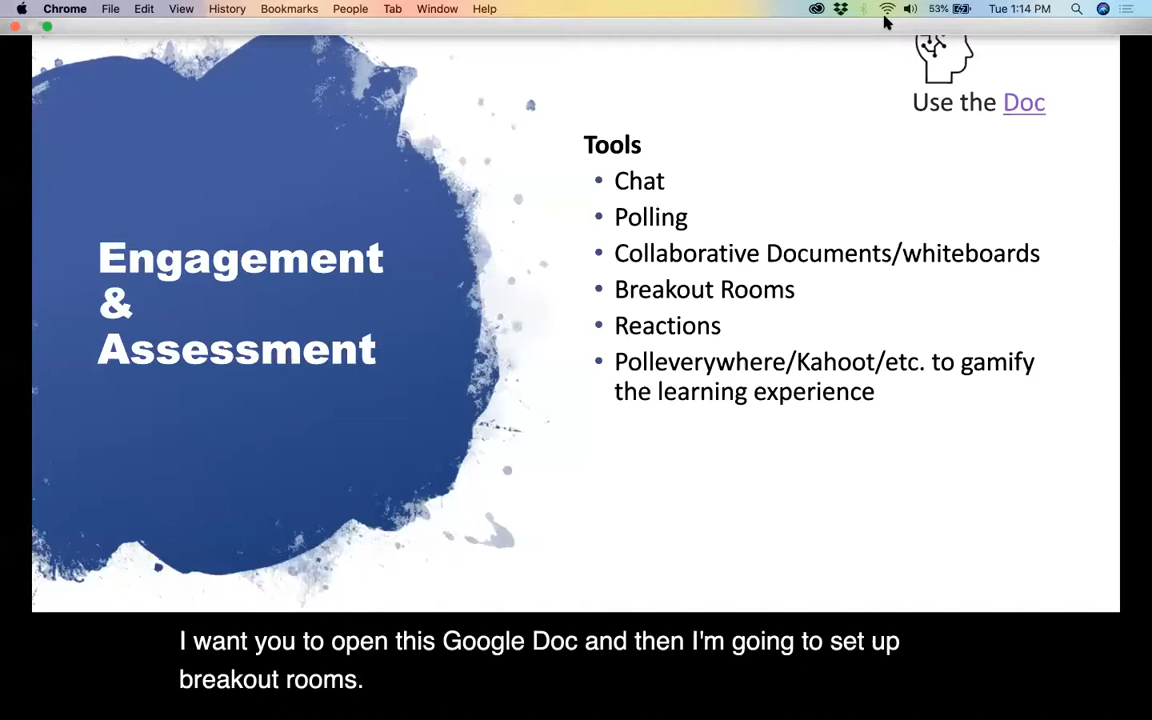 Chrome File Edit View History Bookmarks People Tab Window Help 53% Tue 1:14 PM
Use the Doc
Engagement
&
Assessment
Tools
• Chat
• Polling
• Collaborative Documents/whiteboards
• Breakout Rooms
• Reactions
• Polleverywhere/Kahoot/etc. to gamify
the learning experience
I want you to open this Google Doc and then I'm going to set up
breakout rooms.